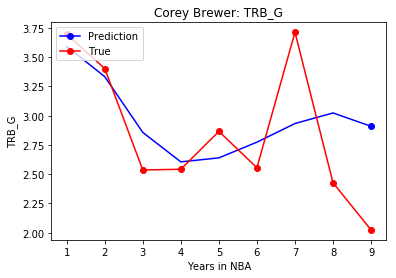 Corey Brewer: TRB_G
Prediction
True
TRB_G
3.75
3.50
3.25
3.00
2.75
2.50
2.25
2.00
1 2 3 4 5 6 7 8 9
Years in NBA